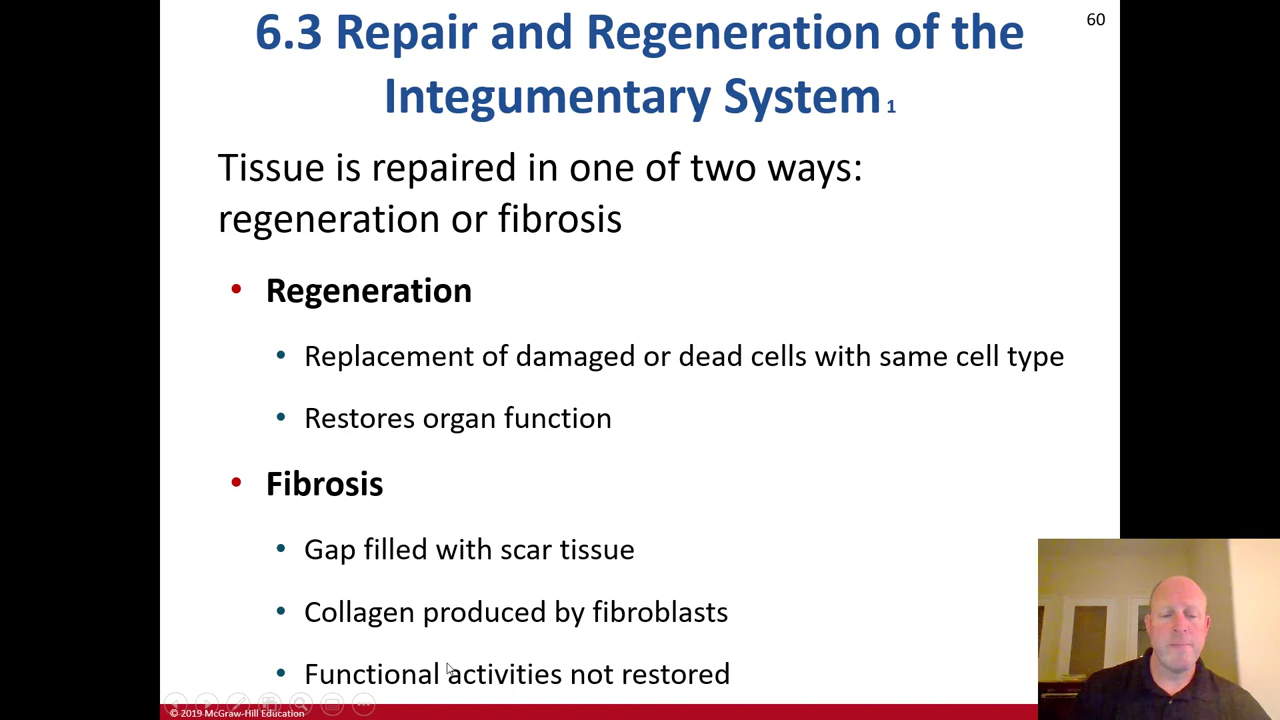 60
6.3 Repair and Regeneration of the
Integumentary System 1
Tissue is repaired in one of two ways:
regeneration or fibrosis
• Regeneration
• Replacement of damaged or dead cells with same cell type
• Restores organ function
• Fibrosis
• Gap filled with scar tissue
• Collagen produced by fibroblasts
• Functional activities not restored
© 2019 McGraw-Hill Education